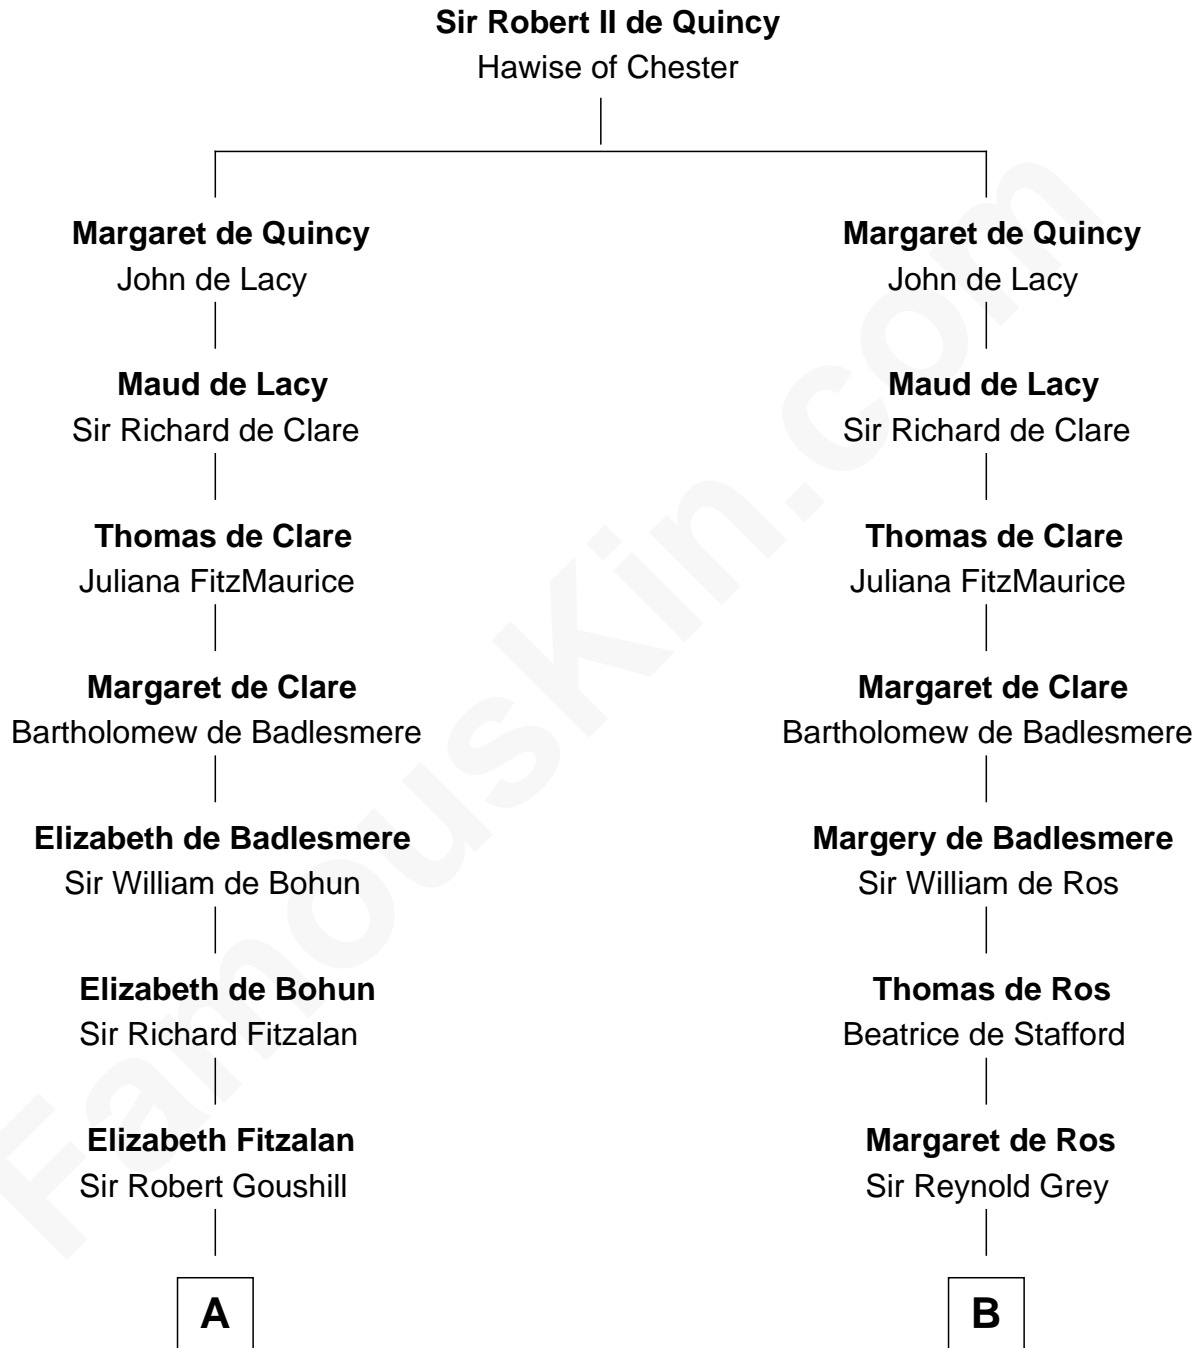 Sir Robert II de Quincy
Hawise of Chester
Margaret de Quincy
John de Lacy
Maud de Lacy
Sir Richard de Clare
Thomas de Clare
Juliana FitzMaurice
Margaret de Clare
Bartholomew de Badlesmere
Elizabeth de Badlesmere
Sir William de Bohun
Elizabeth de Bohun
Sir Richard Fitzalan
Elizabeth Fitzalan
Sir Robert Goushill
A
Margaret de Quincy
John de Lacy
Maud de Lacy
Sir Richard de Clare
Thomas de Clare
Juliana FitzMaurice
Margaret de Clare
Bartholomew de Badlesmere
Margery de Badlesmere
Sir William de Ros
Thomas de Ros
Beatrice de Stafford
Margaret de Ros
Sir Reynold Grey
B
FamousKin.com